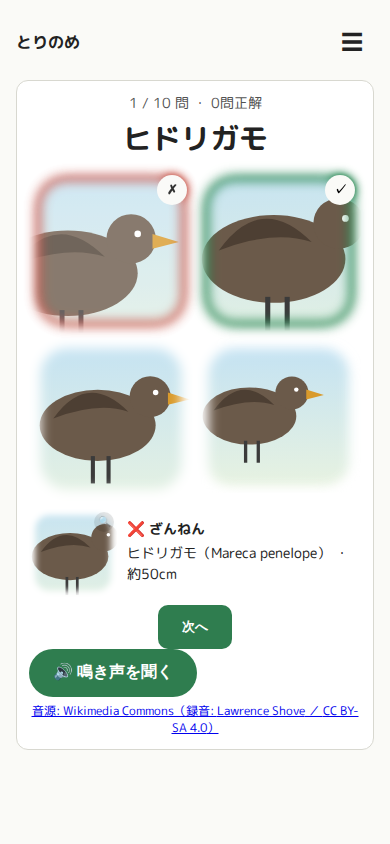 とりのめ
☰
1 / 10 問 · 0問正解
ヒドリガモ
✗
✓
❌ ざんねん
ヒドリガモ（Mareca penelope） ·
約50cm
次へ
🔊 鳴き声を聞く
音源: Wikimedia Commons（録音: Lawrence Shove ／ CC BY-
SA 4.0）